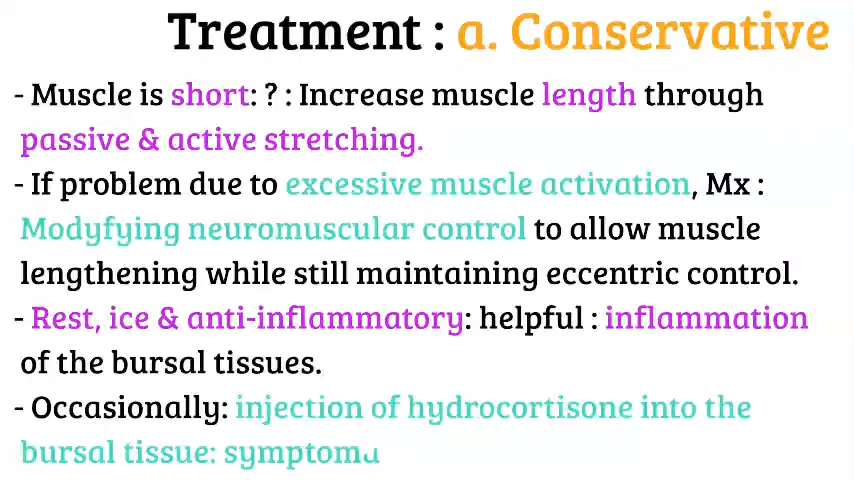 Treatment : a. Conservative
- Muscle is short: ? : Increase muscle length through
passive & active stretching.
- If problem due to excessive muscle activation, Mx :
Modyfying neuromuscular control to allow muscle
lengthening while still maintaining eccentric control.
- Rest, ice & anti-inflammatory: helpful : inflammation
of the bursal tissues.
- Occasionally: injection of hydrocortisone into the
bursal tissue: